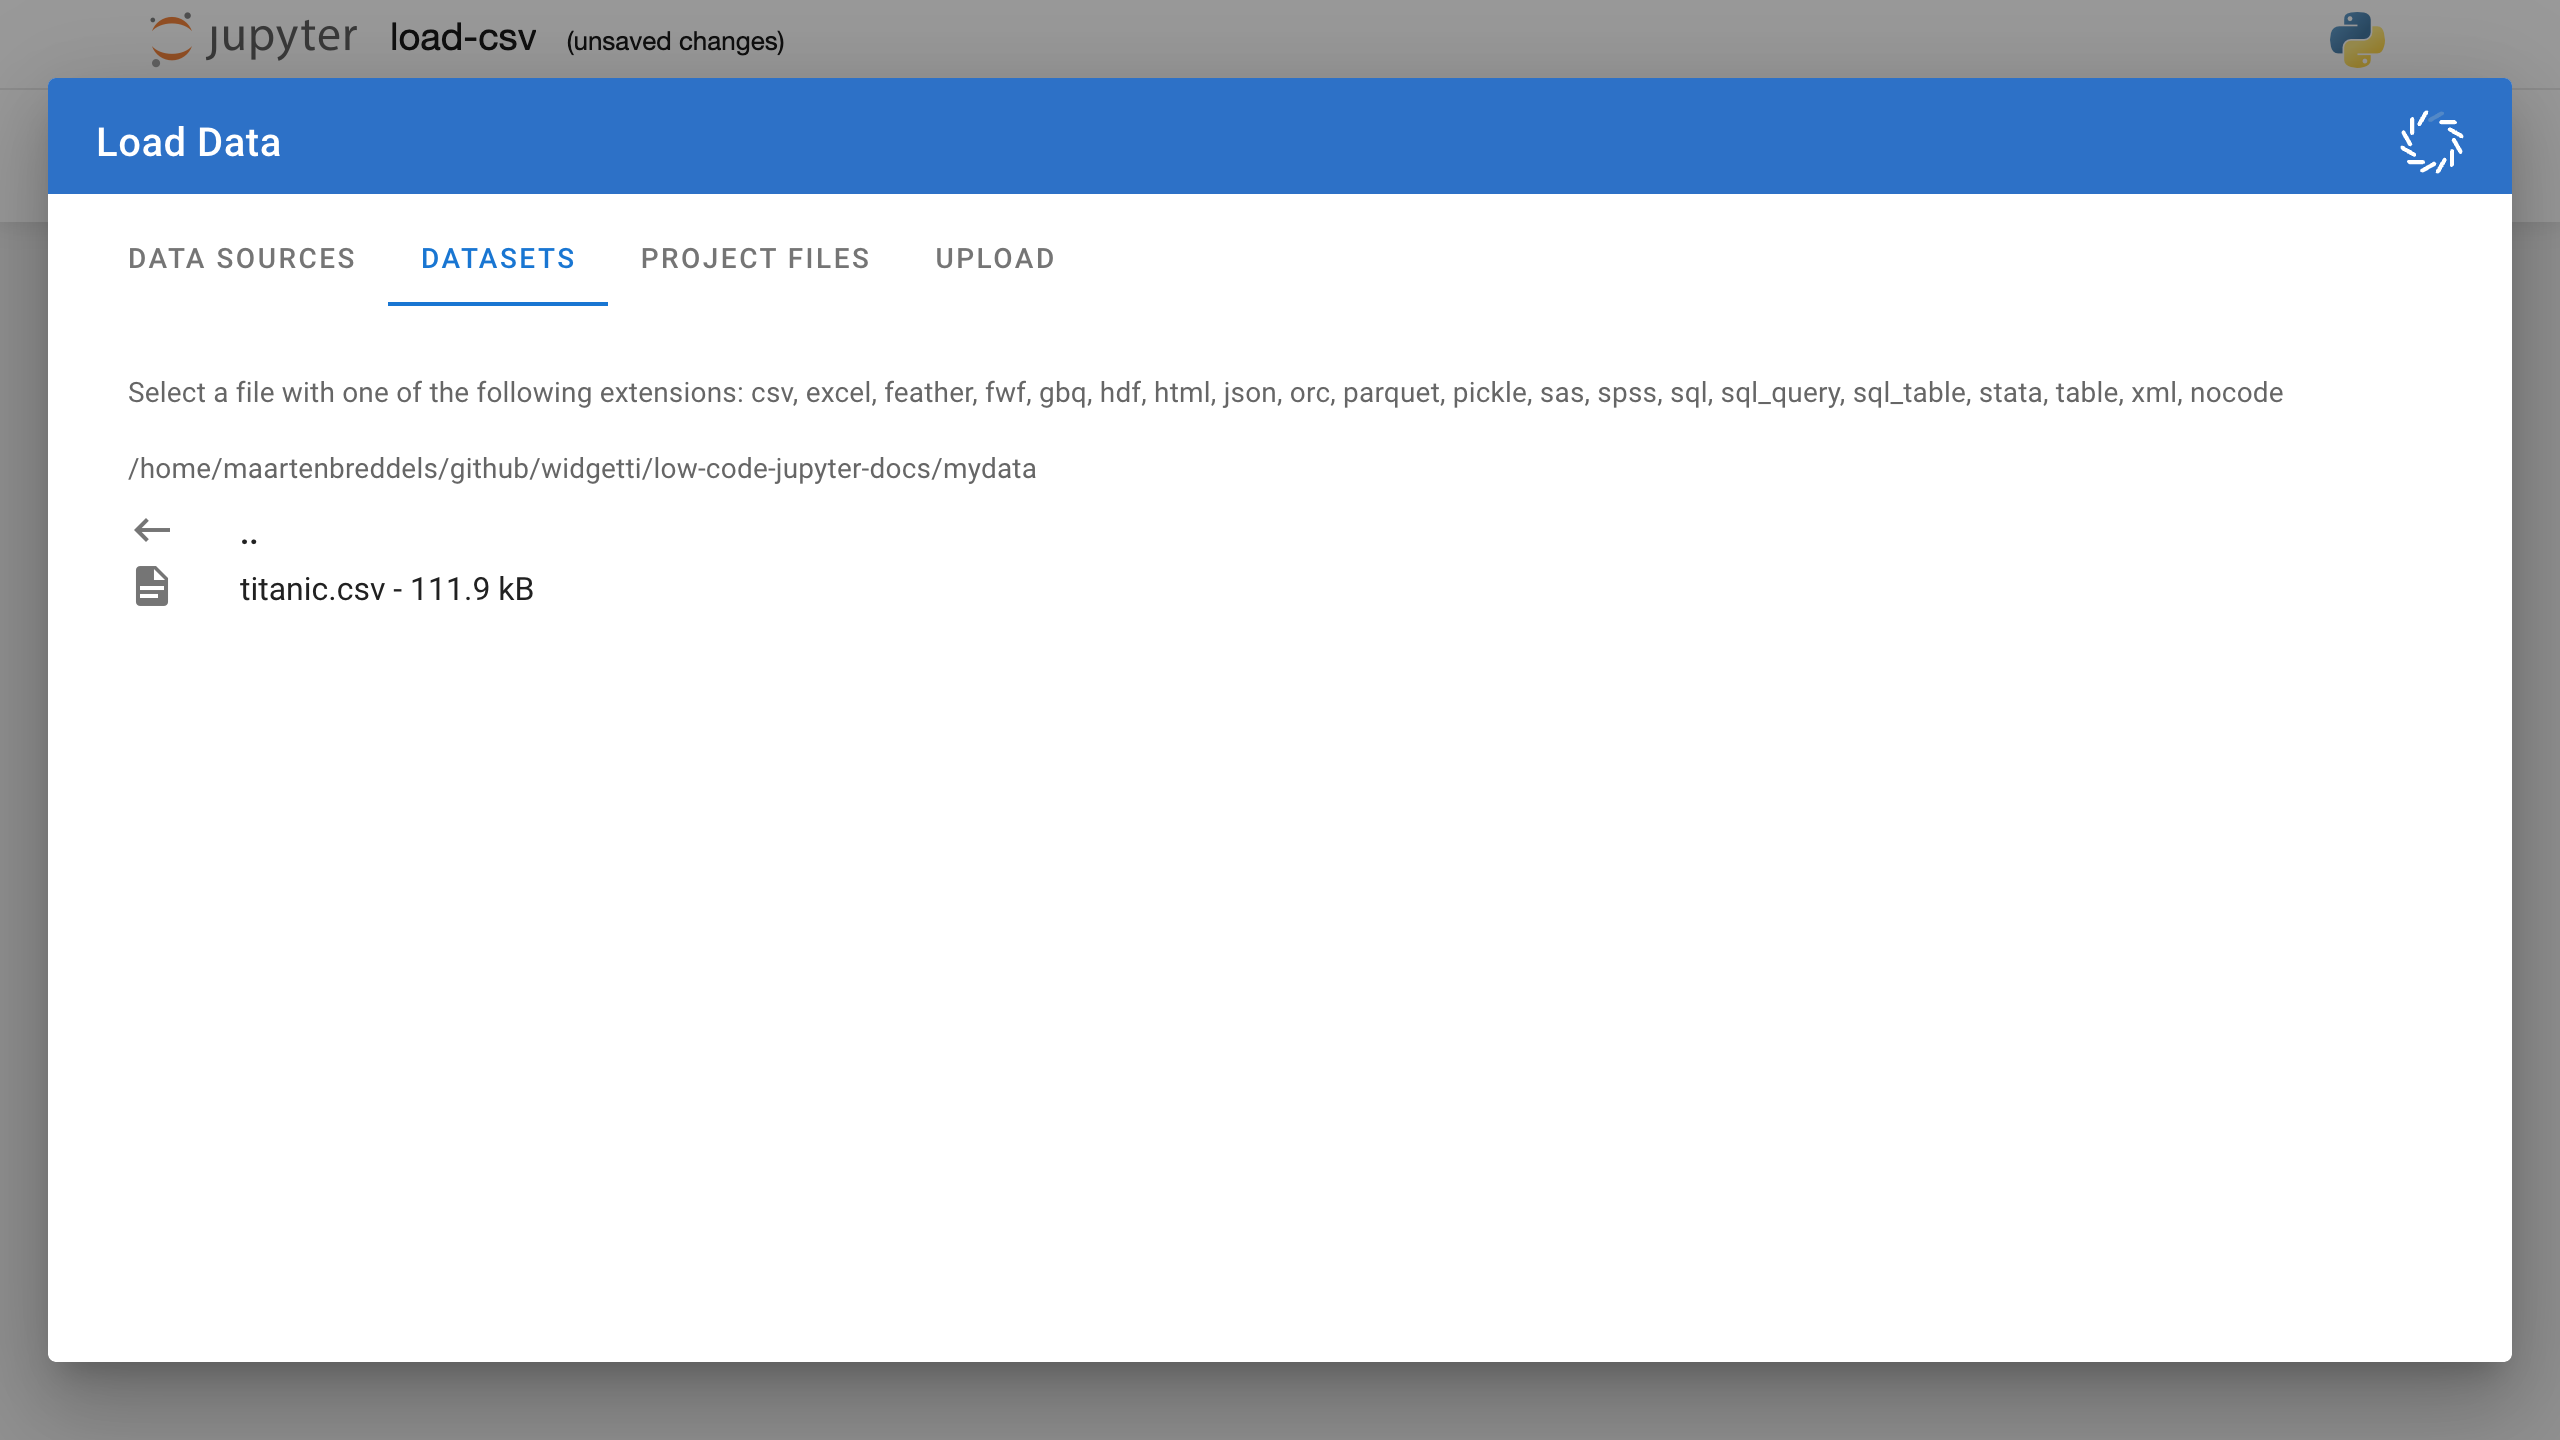 jupyter load-csv (unsaved changes)
Load Data
DATA SOURCES DATASETS PROJECT FILES UPLOAD
Select a file with one of the following extensions: csv, excel, feather, fwf, gbq, hdf, html, json, orc, parquet, pickle, sas, spss, sql, sql_query, sql_table, stata, table, xml, nocode
/home/maartenbreddels/github/widgetti/low-code-jupyter-docs/mydata
..
titanic.csv - 111.9 kB